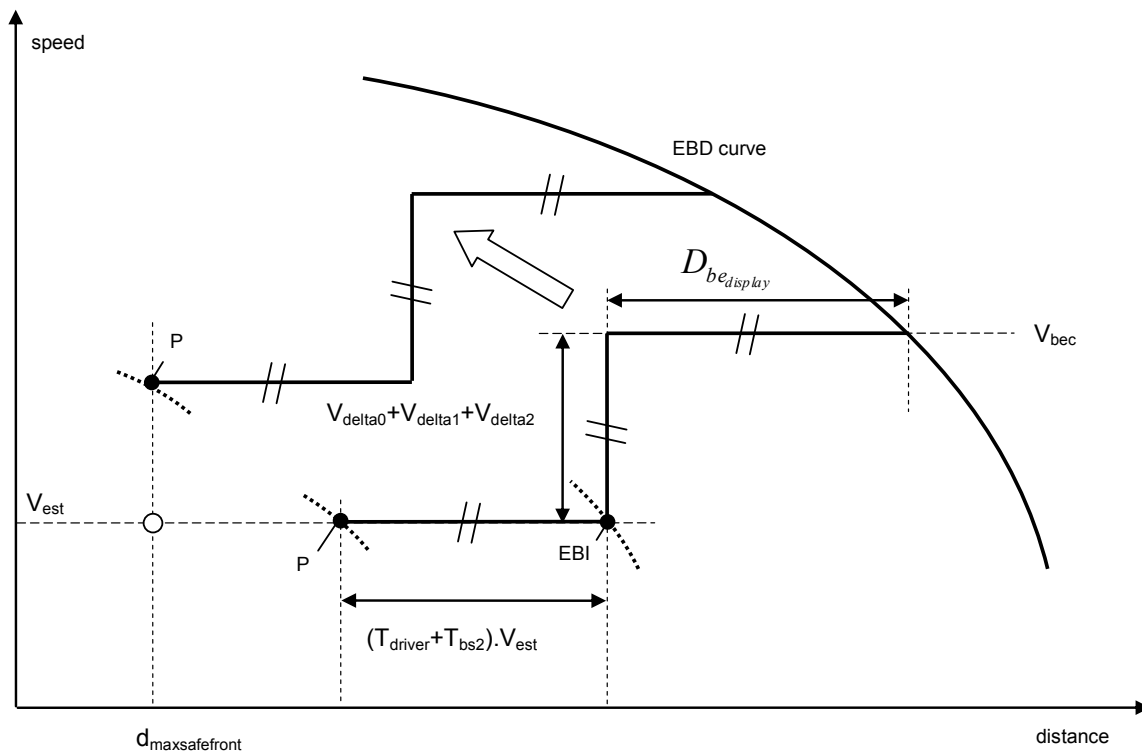 speed
EBD curve
D_be_display
V_bec
P
V_delta0+V_delta1+V_delta2
V_est
P
EBI
(T_driver+T_bs2).V_est
d_maxsafefront
distance